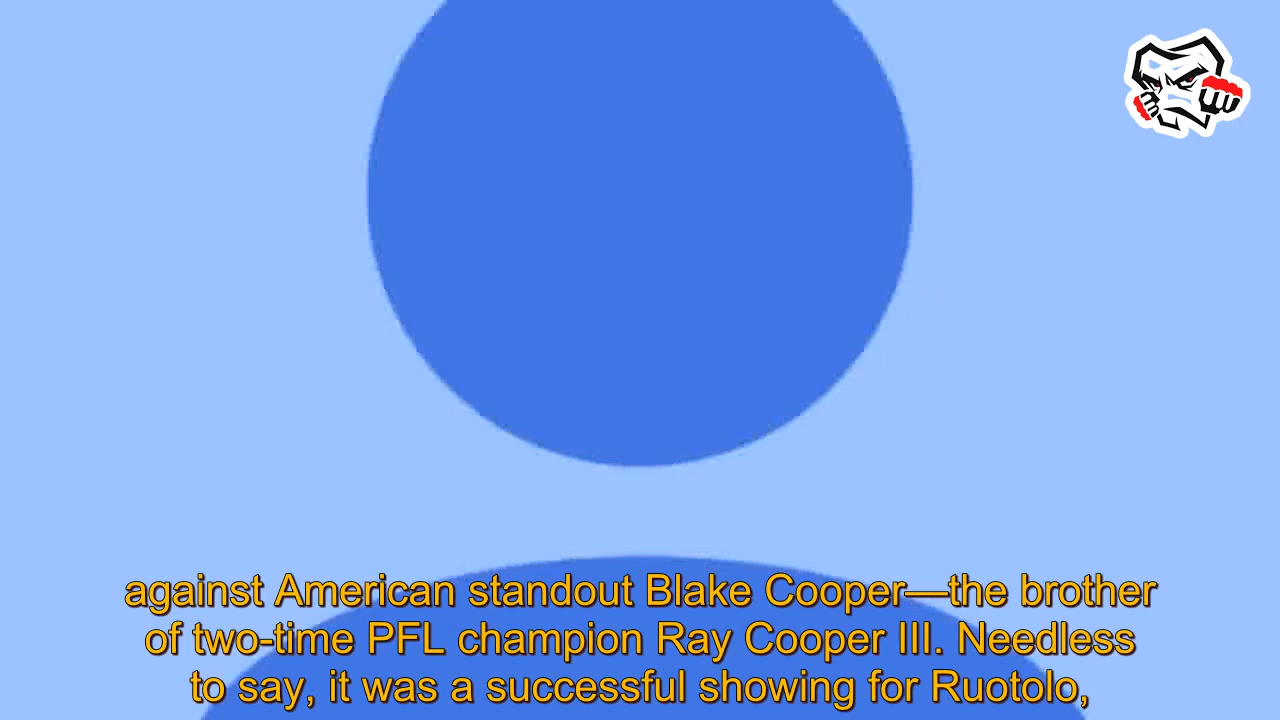 against American standout Blake Cooper—the brother
of two-time PFL champion Ray Cooper III. Needless
to say, it was a successful showing for Ruotolo,